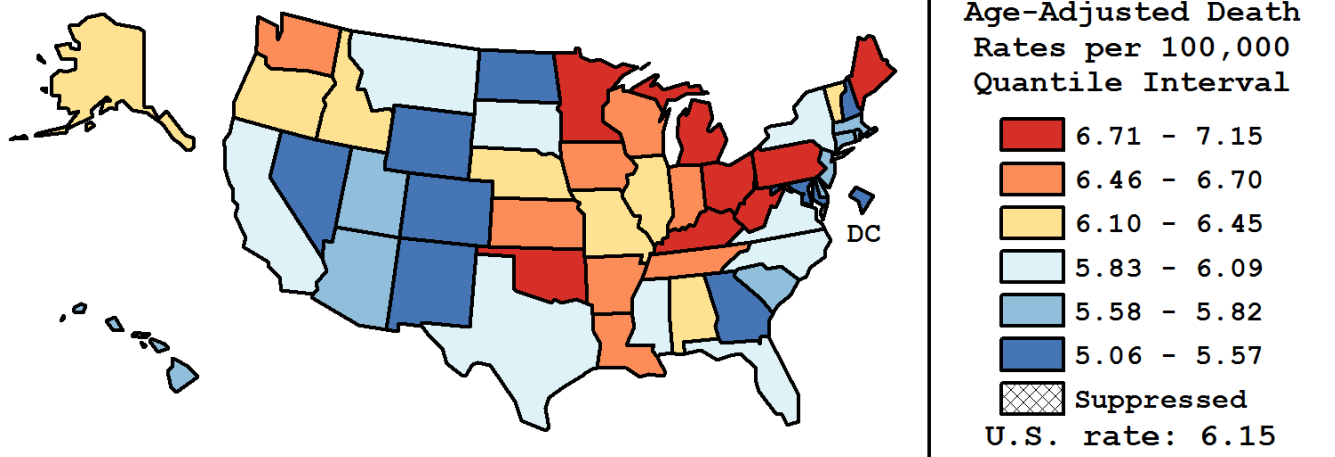 DC
Age-Adjusted Death
Rates per 100,000
Quantile Interval
6.71 - 7.15
6.46 - 6.70
6.10 - 6.45
5.83 - 6.09
5.58 - 5.82
5.06 - 5.57
Suppressed
U.S. rate: 6.15